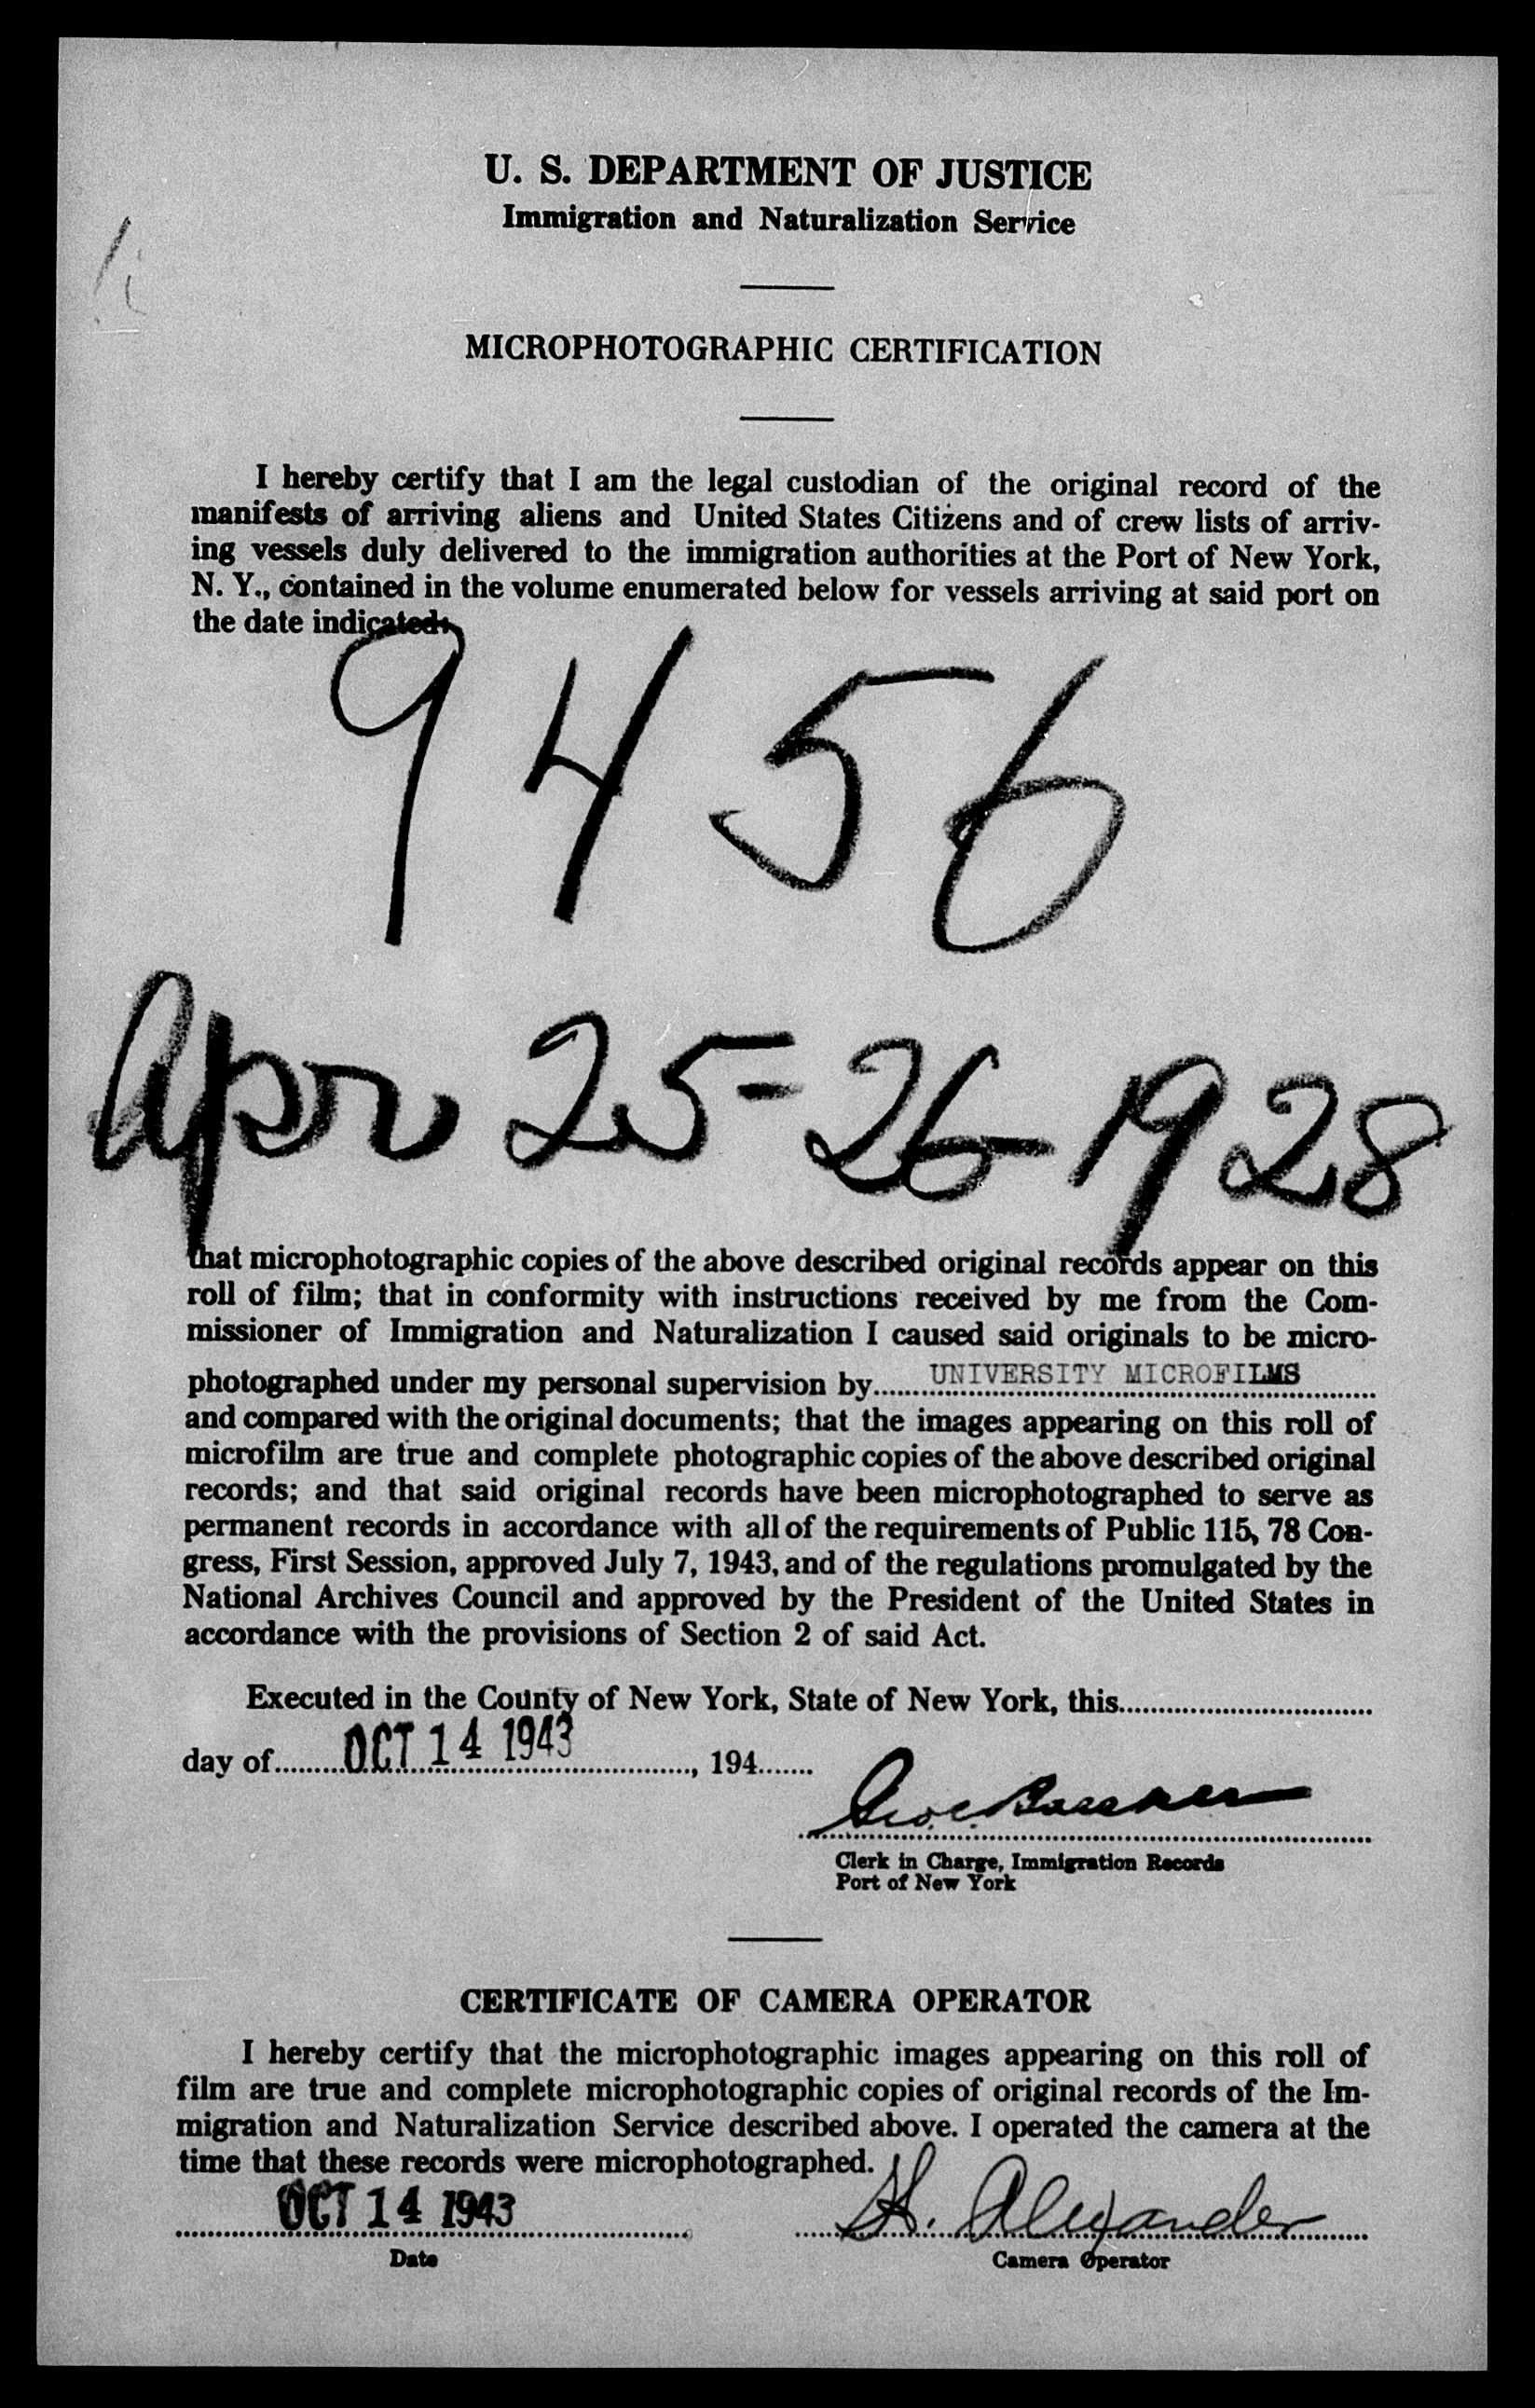 U. S. DEPARTMENT OF JUSTICE
Immigration and Naturalization Service
MICROPHOTOGRAPHIC CERTIFICATION
I hereby certify that I am the legal custodian of the original record of the
manifests of arriving aliens and United States Citizens and of crew lists of arriv-
ing vessels duly delivered to the immigration authorities at the Port of New York,
N. Y., contained in the volume enumerated below for vessels arriving at said port on
the date indicated:
9456
Apr 25-26-1928
that microphotographic copies of the above described original records appear on this
roll of film; that in conformity with instructions received by me from the Com-
missioner of Immigration and Naturalization I caused said originals to be micro-
photographed under my personal supervision by UNIVERSITY MICROFILMS
and compared with the original documents; that the images appearing on this roll of
microfilm are true and complete photographic copies of the above described original
records; and that said original records have been microphotographed to serve as
permanent records in accordance with all of the requirements of Public 115, 78 Con-
gress, First Session, approved July 7, 1943, and of the regulations promulgated by the
National Archives Council and approved by the President of the United States in
accordance with the provisions of Section 2 of said Act.
Executed in the County of New York, State of New York, this
day of OCT 14 1943, 194
Clerk in Charge, Immigration Records
Port of New York
CERTIFICATE OF CAMERA OPERATOR
I hereby certify that the microphotographic images appearing on this roll of
film are true and complete microphotographic copies of original records of the Im-
migration and Naturalization Service described above. I operated the camera at the
time that these records were microphotographed.
OCT 14 1943 H. Alexander
Date Camera Operator